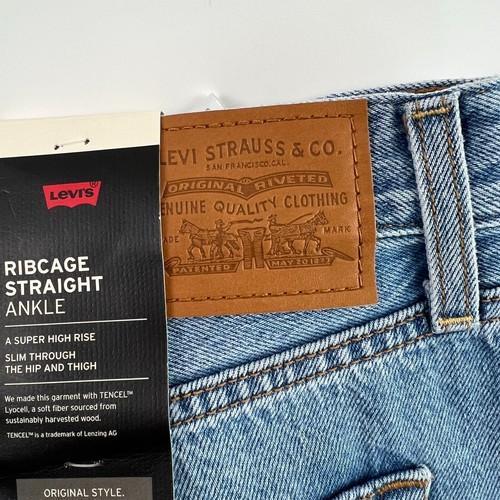 Levi's®
RIBCAGE
STRAIGHT
ANKLE
A SUPER HIGH RISE
SLIM THROUGH
THE HIP AND THIGH
We made this garment with TENCEL™
Lyocell, a soft fiber sourced from
sustainably harvested wood.
TENCEL™ is a trademark of Lenzing AG
ORIGINAL STYLE.
LEVI STRAUSS & CO.
SAN FRANCISCO, CAL.
ORIGINAL RIVETED
ENUINE QUALITY CLOTHING
ADE MARK
PATENTED MAY 20 1873